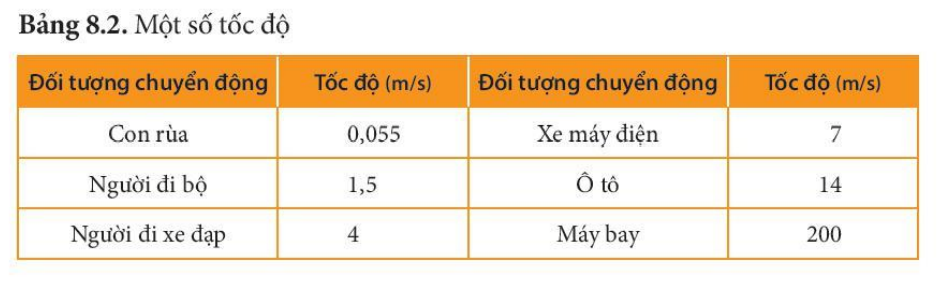 Bảng 8.2. Một số tốc độ
Đối tượng chuyển động Tốc độ (m/s) Đối tượng chuyển động Tốc độ (m/s)
Con rùa 0,055 Xe máy điện 7
Người đi bộ 1,5 Ô tô 14
Người đi xe đạp 4 Máy bay 200